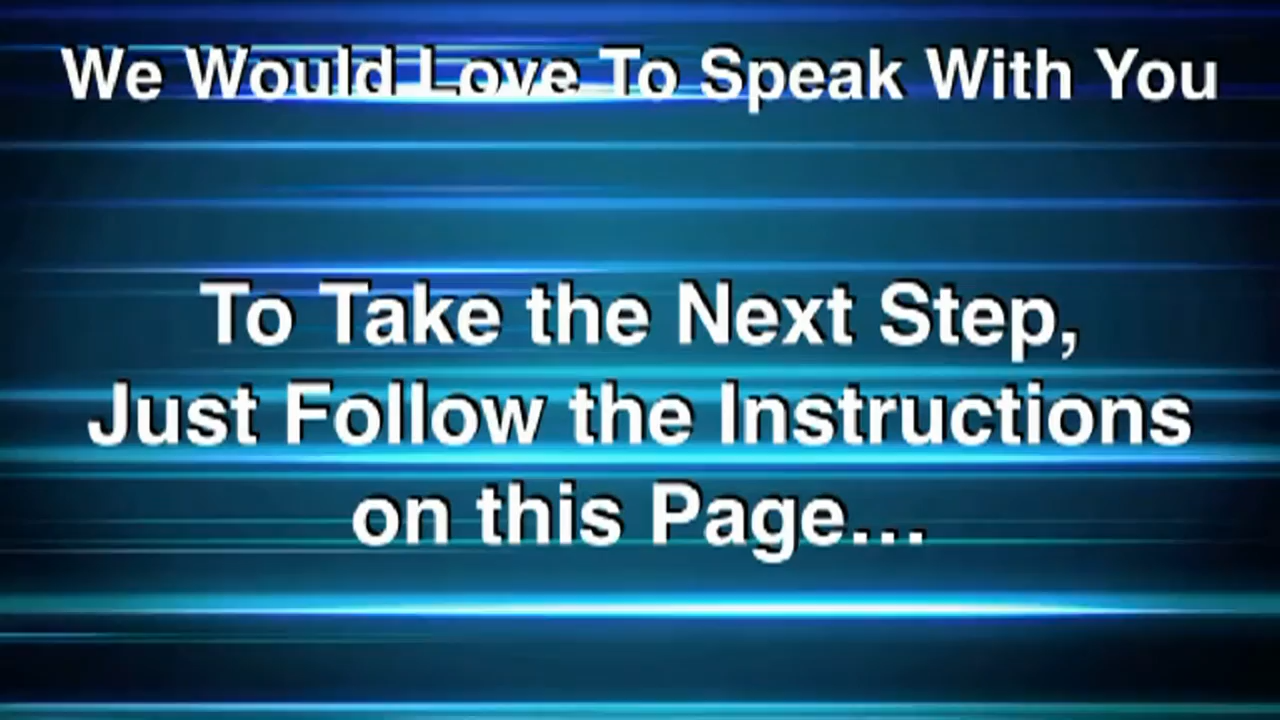 We Would Love To Speak With You
To Take the Next Step,
Just Follow the Instructions
on this Page...